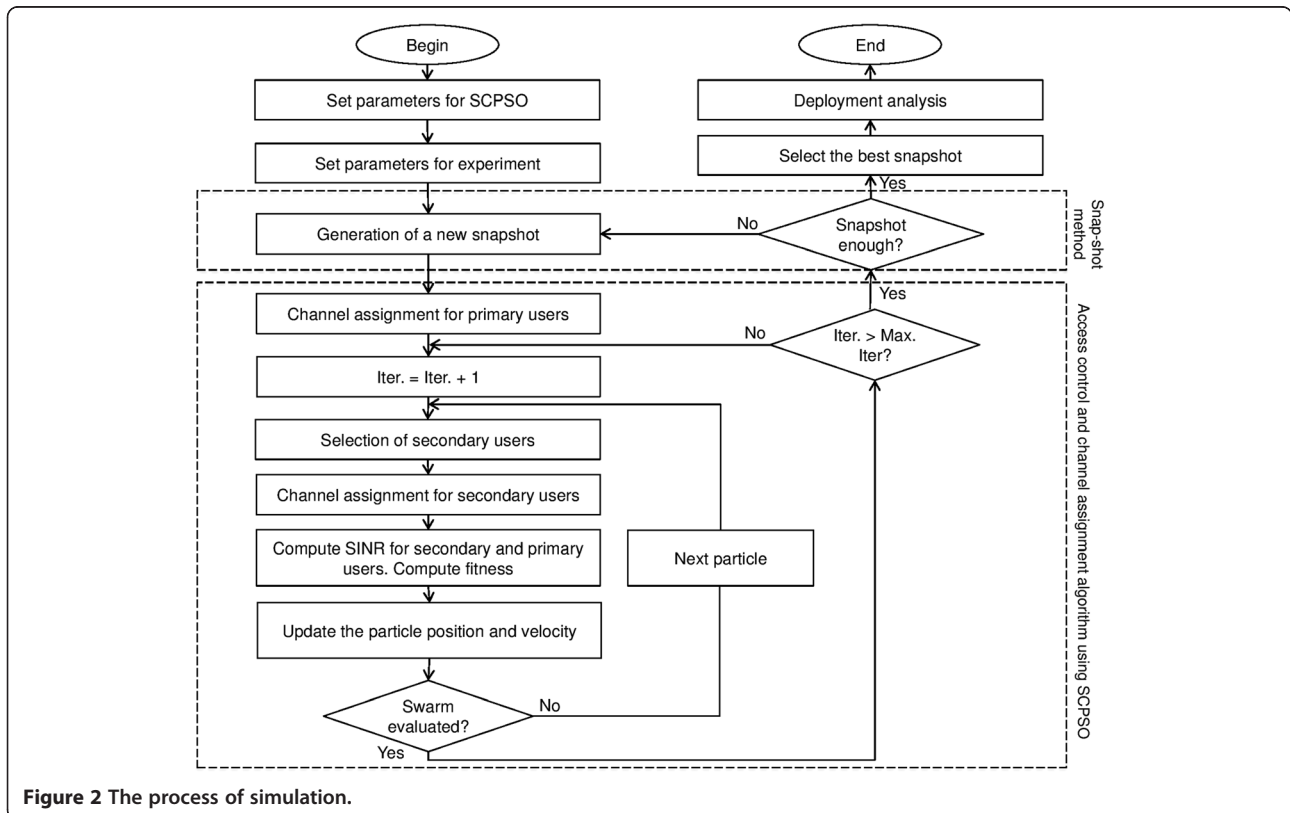 Begin
Set parameters for SCPSO
Set parameters for experiment
Generation of a new snapshot
Channel assignment for primary users
Iter. = Iter. + 1
Selection of secondary users
Channel assignment for secondary users
Compute SINR for secondary and primary
users. Compute fitness
Update the particle position and velocity
Swarm
evaluated?
No
Yes
Next particle
End
Deployment analysis
Select the best snapshot
Yes
Snapshot
enough?
No
Yes
Iter. > Max.
Iter?
No
Snap-shot
method
Access control and channel assignment algorithm using SCPSO
Figure 2 The process of simulation.